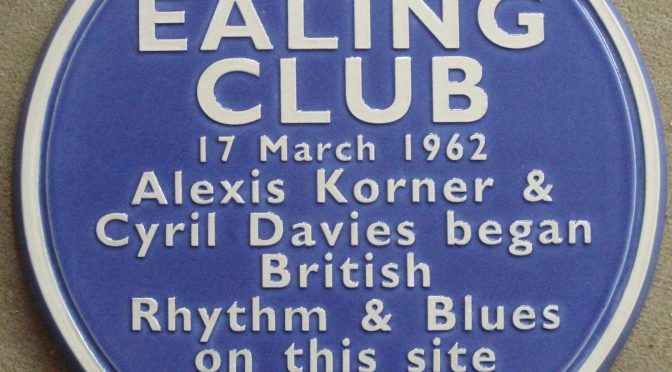 EALING
CLUB
17 March 1962
Alexis Korner &
Cyril Davies began
British
Rhythm & Blues
on this site